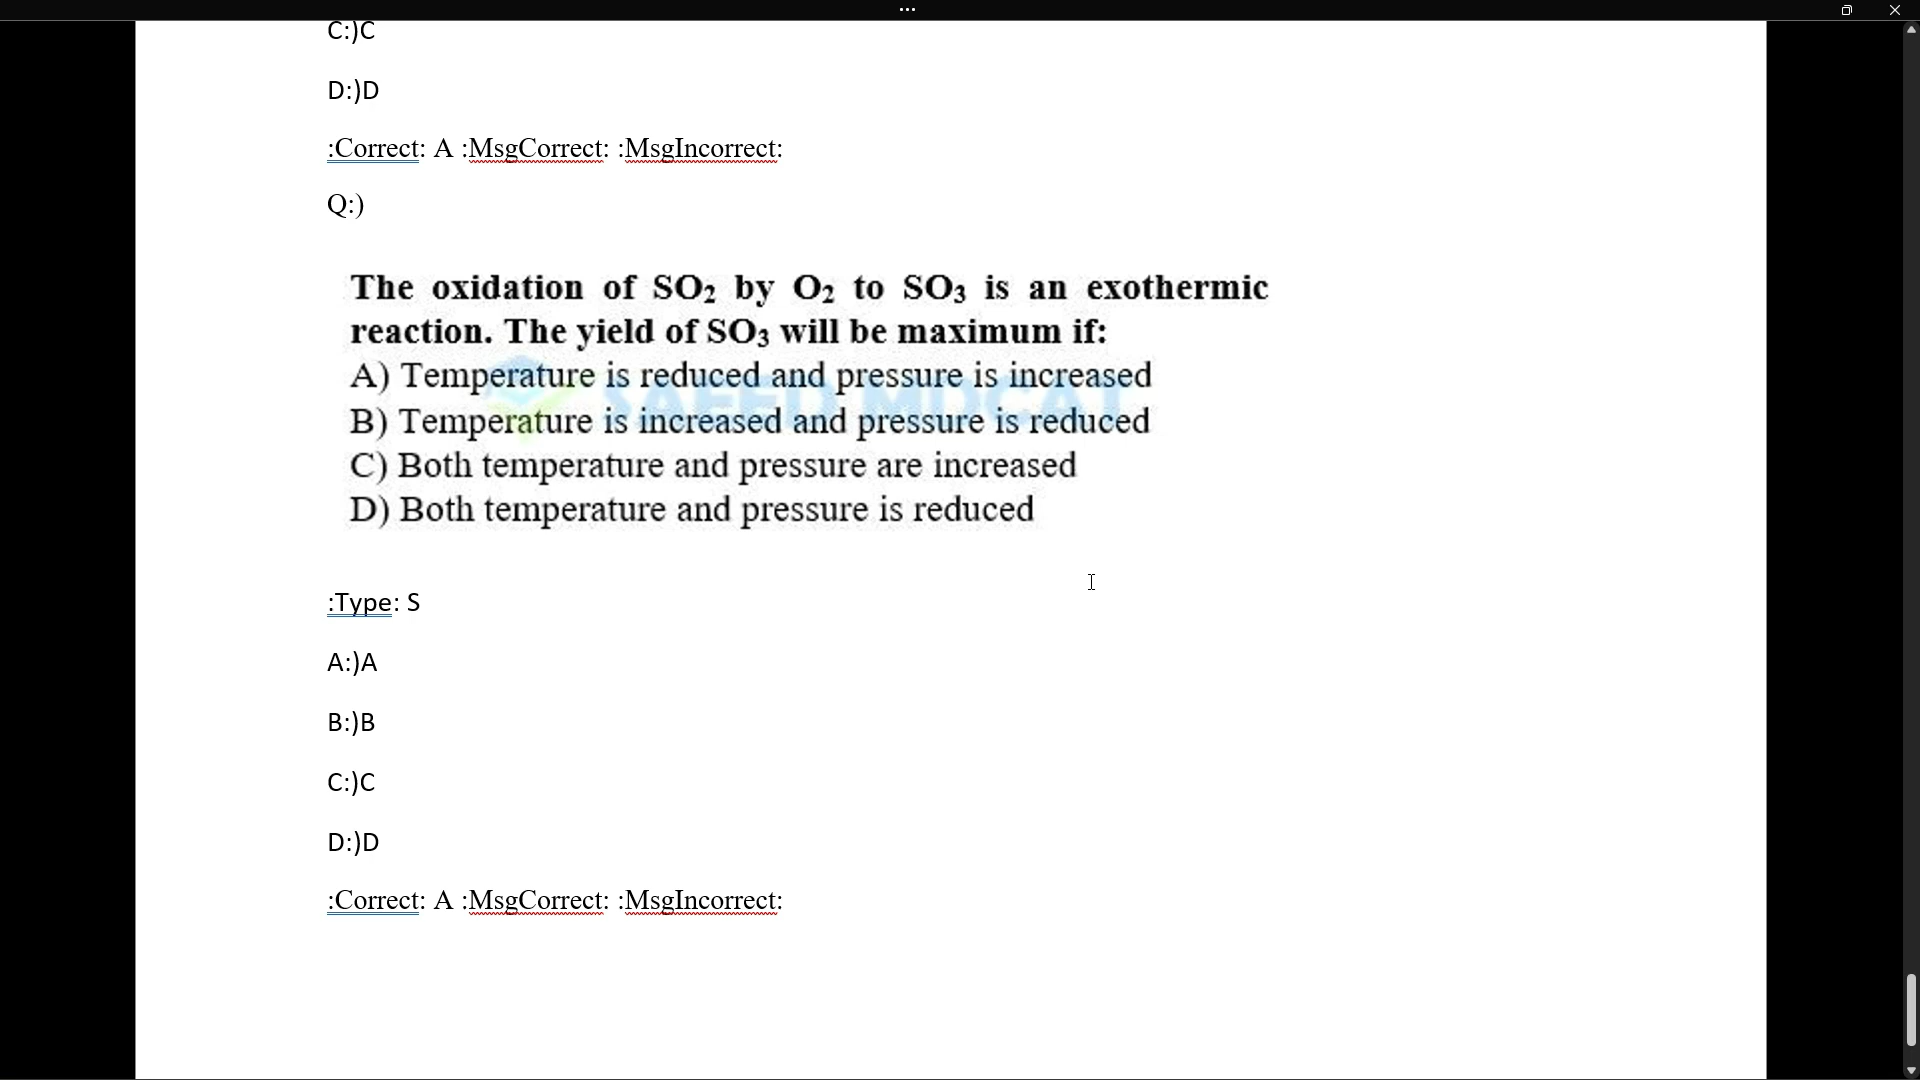 C:)C
D:)D
:Correct: A :MsgCorrect: :MsgIncorrect:
Q:)
The oxidation of SO₂ by O₂ to SO₃ is an exothermic
reaction. The yield of SO₃ will be maximum if:
A) Temperature is reduced and pressure is increased
SAEED MDCAT
B) Temperature is increased and pressure is reduced
C) Both temperature and pressure are increased
D) Both temperature and pressure is reduced
:Type: S
A:)A
B:)B
C:)C
D:)D
:Correct: A :MsgCorrect: :MsgIncorrect: